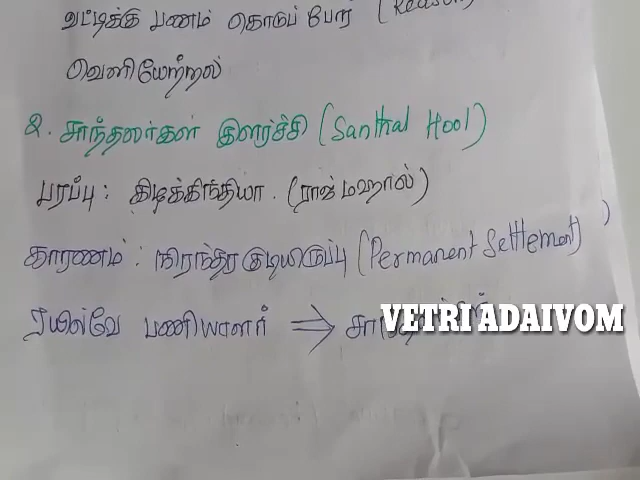 வட்டிக்கு பணம் கொடுப்போர் (Reason
வெளியேற்றல்
2. சாந்தலர்கள் கிளர்ச்சி (Santhal Hool)
பரப்பு : கிழக்கிந்தியா. (ராஜ்மஹால்)
காரணம் : நிரந்தர குடியிருப்பு (Permanent Settlement)
ரயில்வே பணியாளர் ⇒
VETRI ADAIVOM